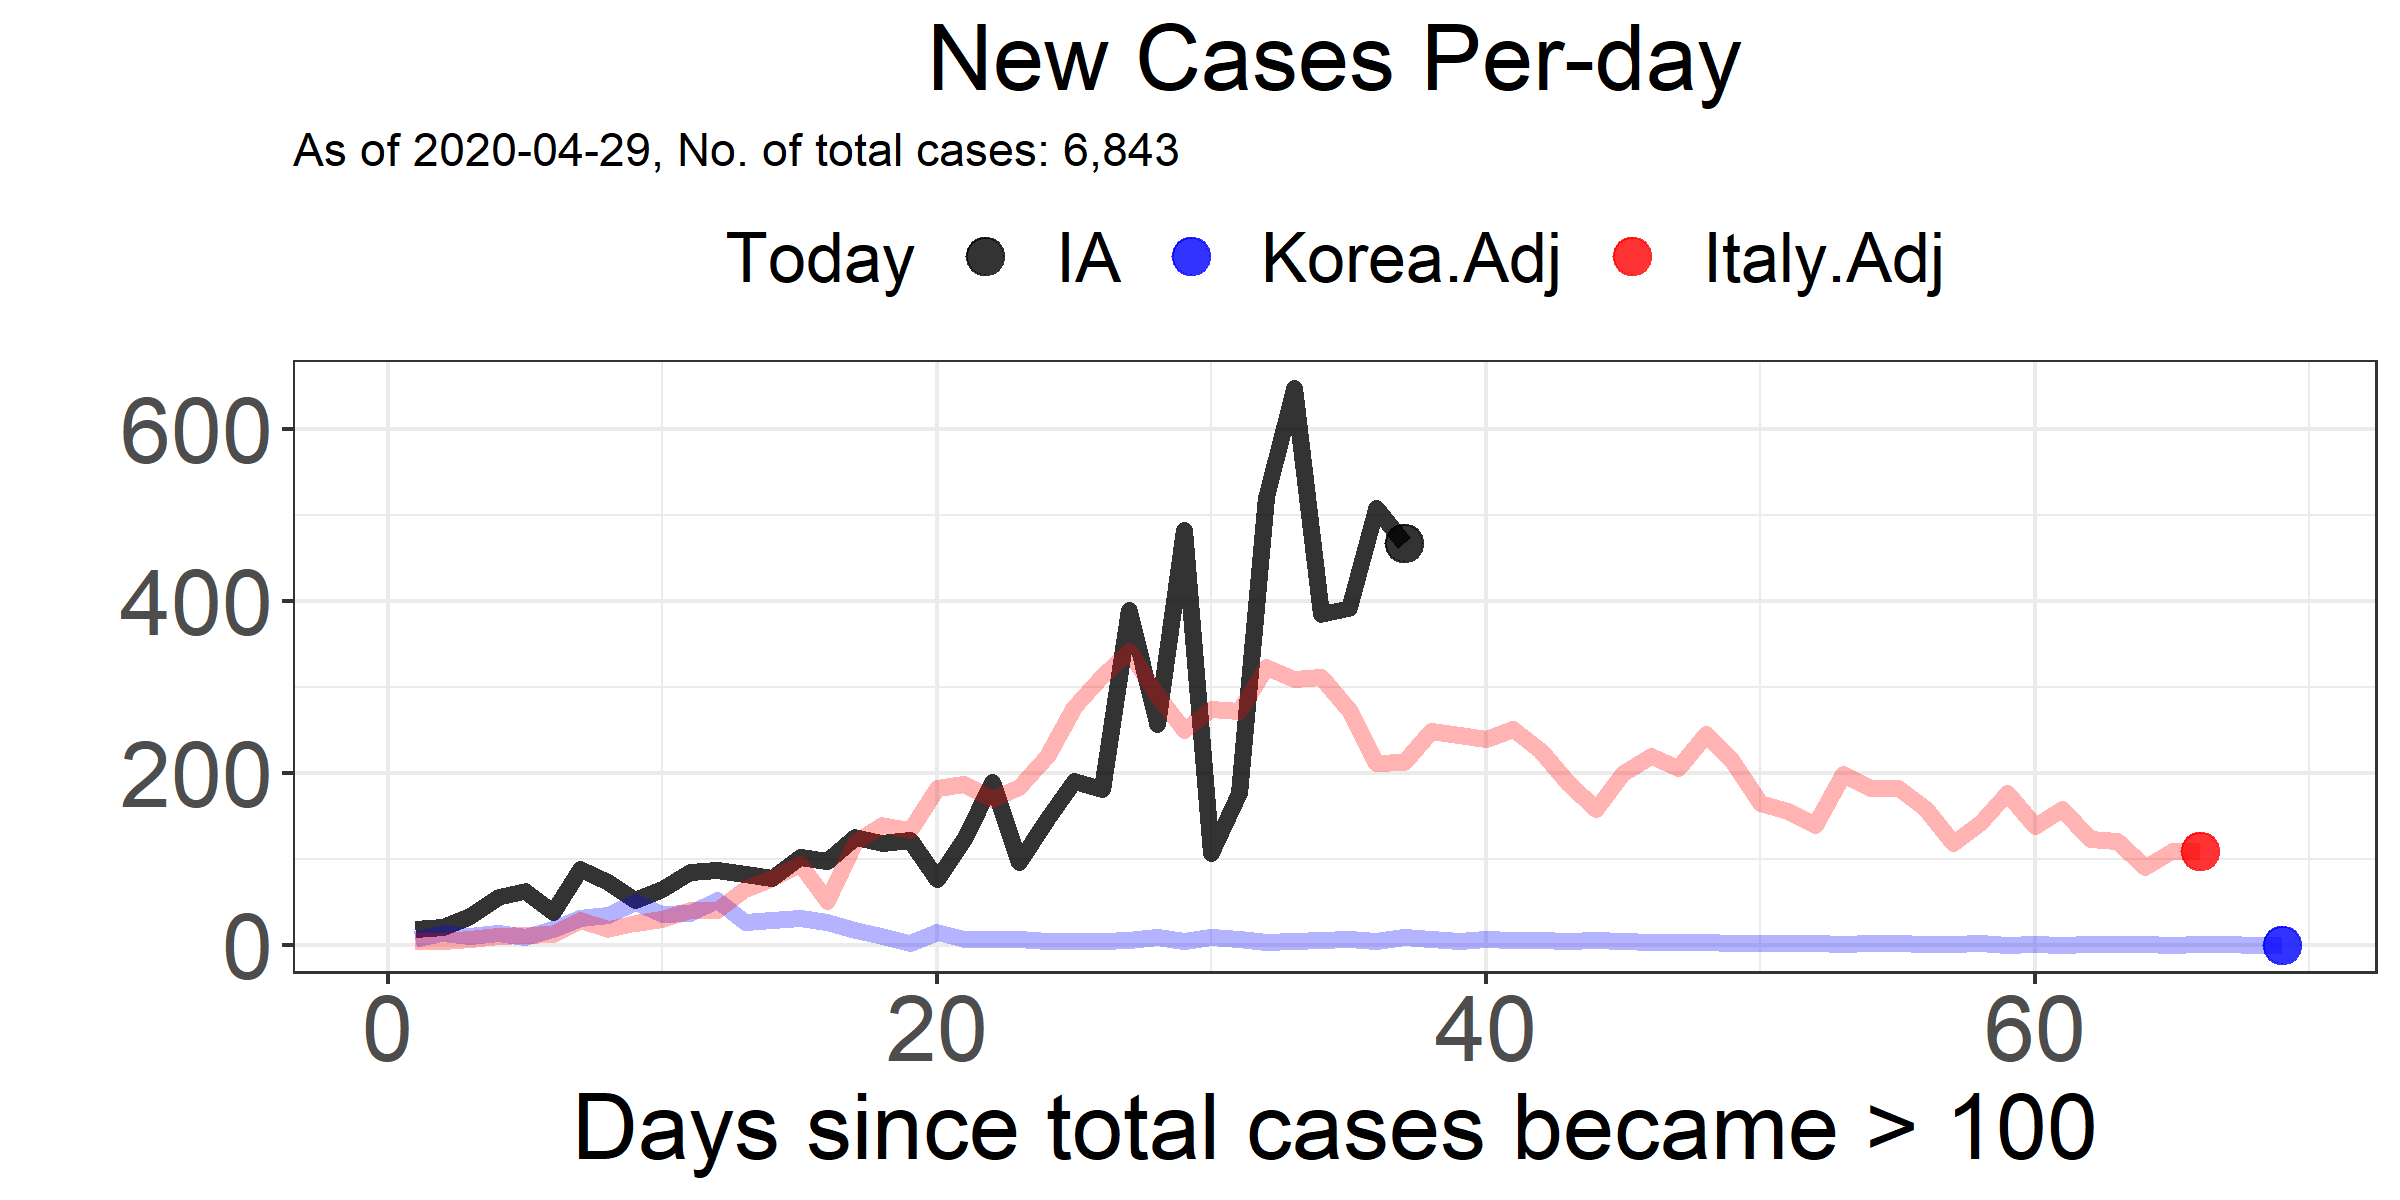 New Cases Per-day
As of 2020-04-29, No. of total cases: 6,843
Today IA Korea.Adj Italy.Adj
600
400
200
0
0 20 40 60
Days since total cases became > 100